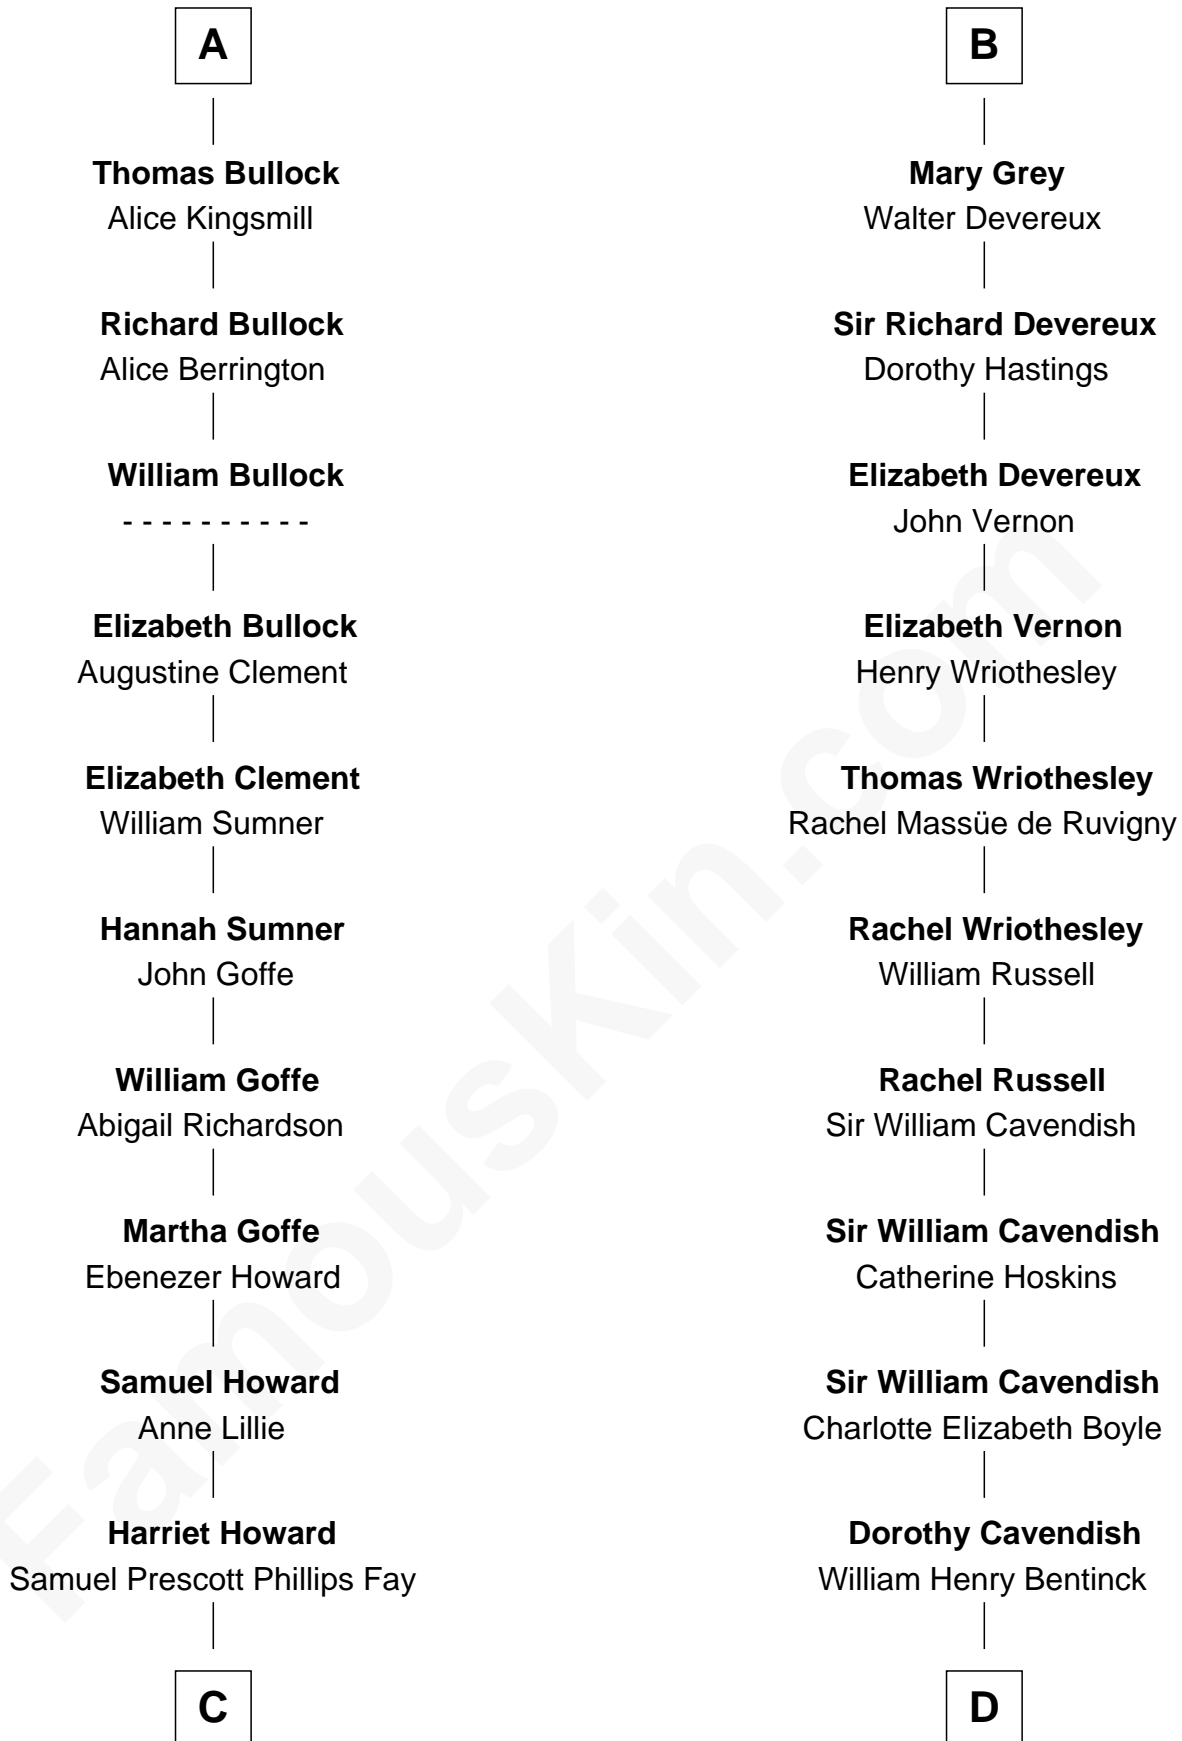 A
Thomas Bullock
Alice Kingsmill
Richard Bullock
Alice Berrington
William Bullock
- - - - - - - - - -
Elizabeth Bullock
Augustine Clement
Elizabeth Clement
William Sumner
Hannah Sumner
John Goffe
William Goffe
Abigail Richardson
Martha Goffe
Ebenezer Howard
Samuel Howard
Anne Lillie
Harriet Howard
Samuel Prescott Phillips Fay
C
B
Mary Grey
Walter Devereux
Sir Richard Devereux
Dorothy Hastings
Elizabeth Devereux
John Vernon
Elizabeth Vernon
Henry Wriothesley
Thomas Wriothesley
Rachel Massüe de Ruvigny
Rachel Wriothesley
William Russell
Rachel Russell
Sir William Cavendish
Sir William Cavendish
Catherine Hoskins
Sir William Cavendish
Charlotte Elizabeth Boyle
Dorothy Cavendish
William Henry Bentinck
D
FamousKin.com